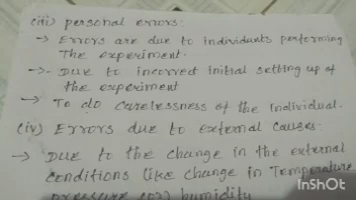 (iii) personal errors:-
→ Errors are due to individuals performing
The experiment.
→. Due to incorrect initial setting up of
the experiment
→ To do carelessness of the individual.
(iv) Errors due to external causes:
→ Due to the change in the external
conditions like change in Temperature
pressure (or) humidity
InShOt